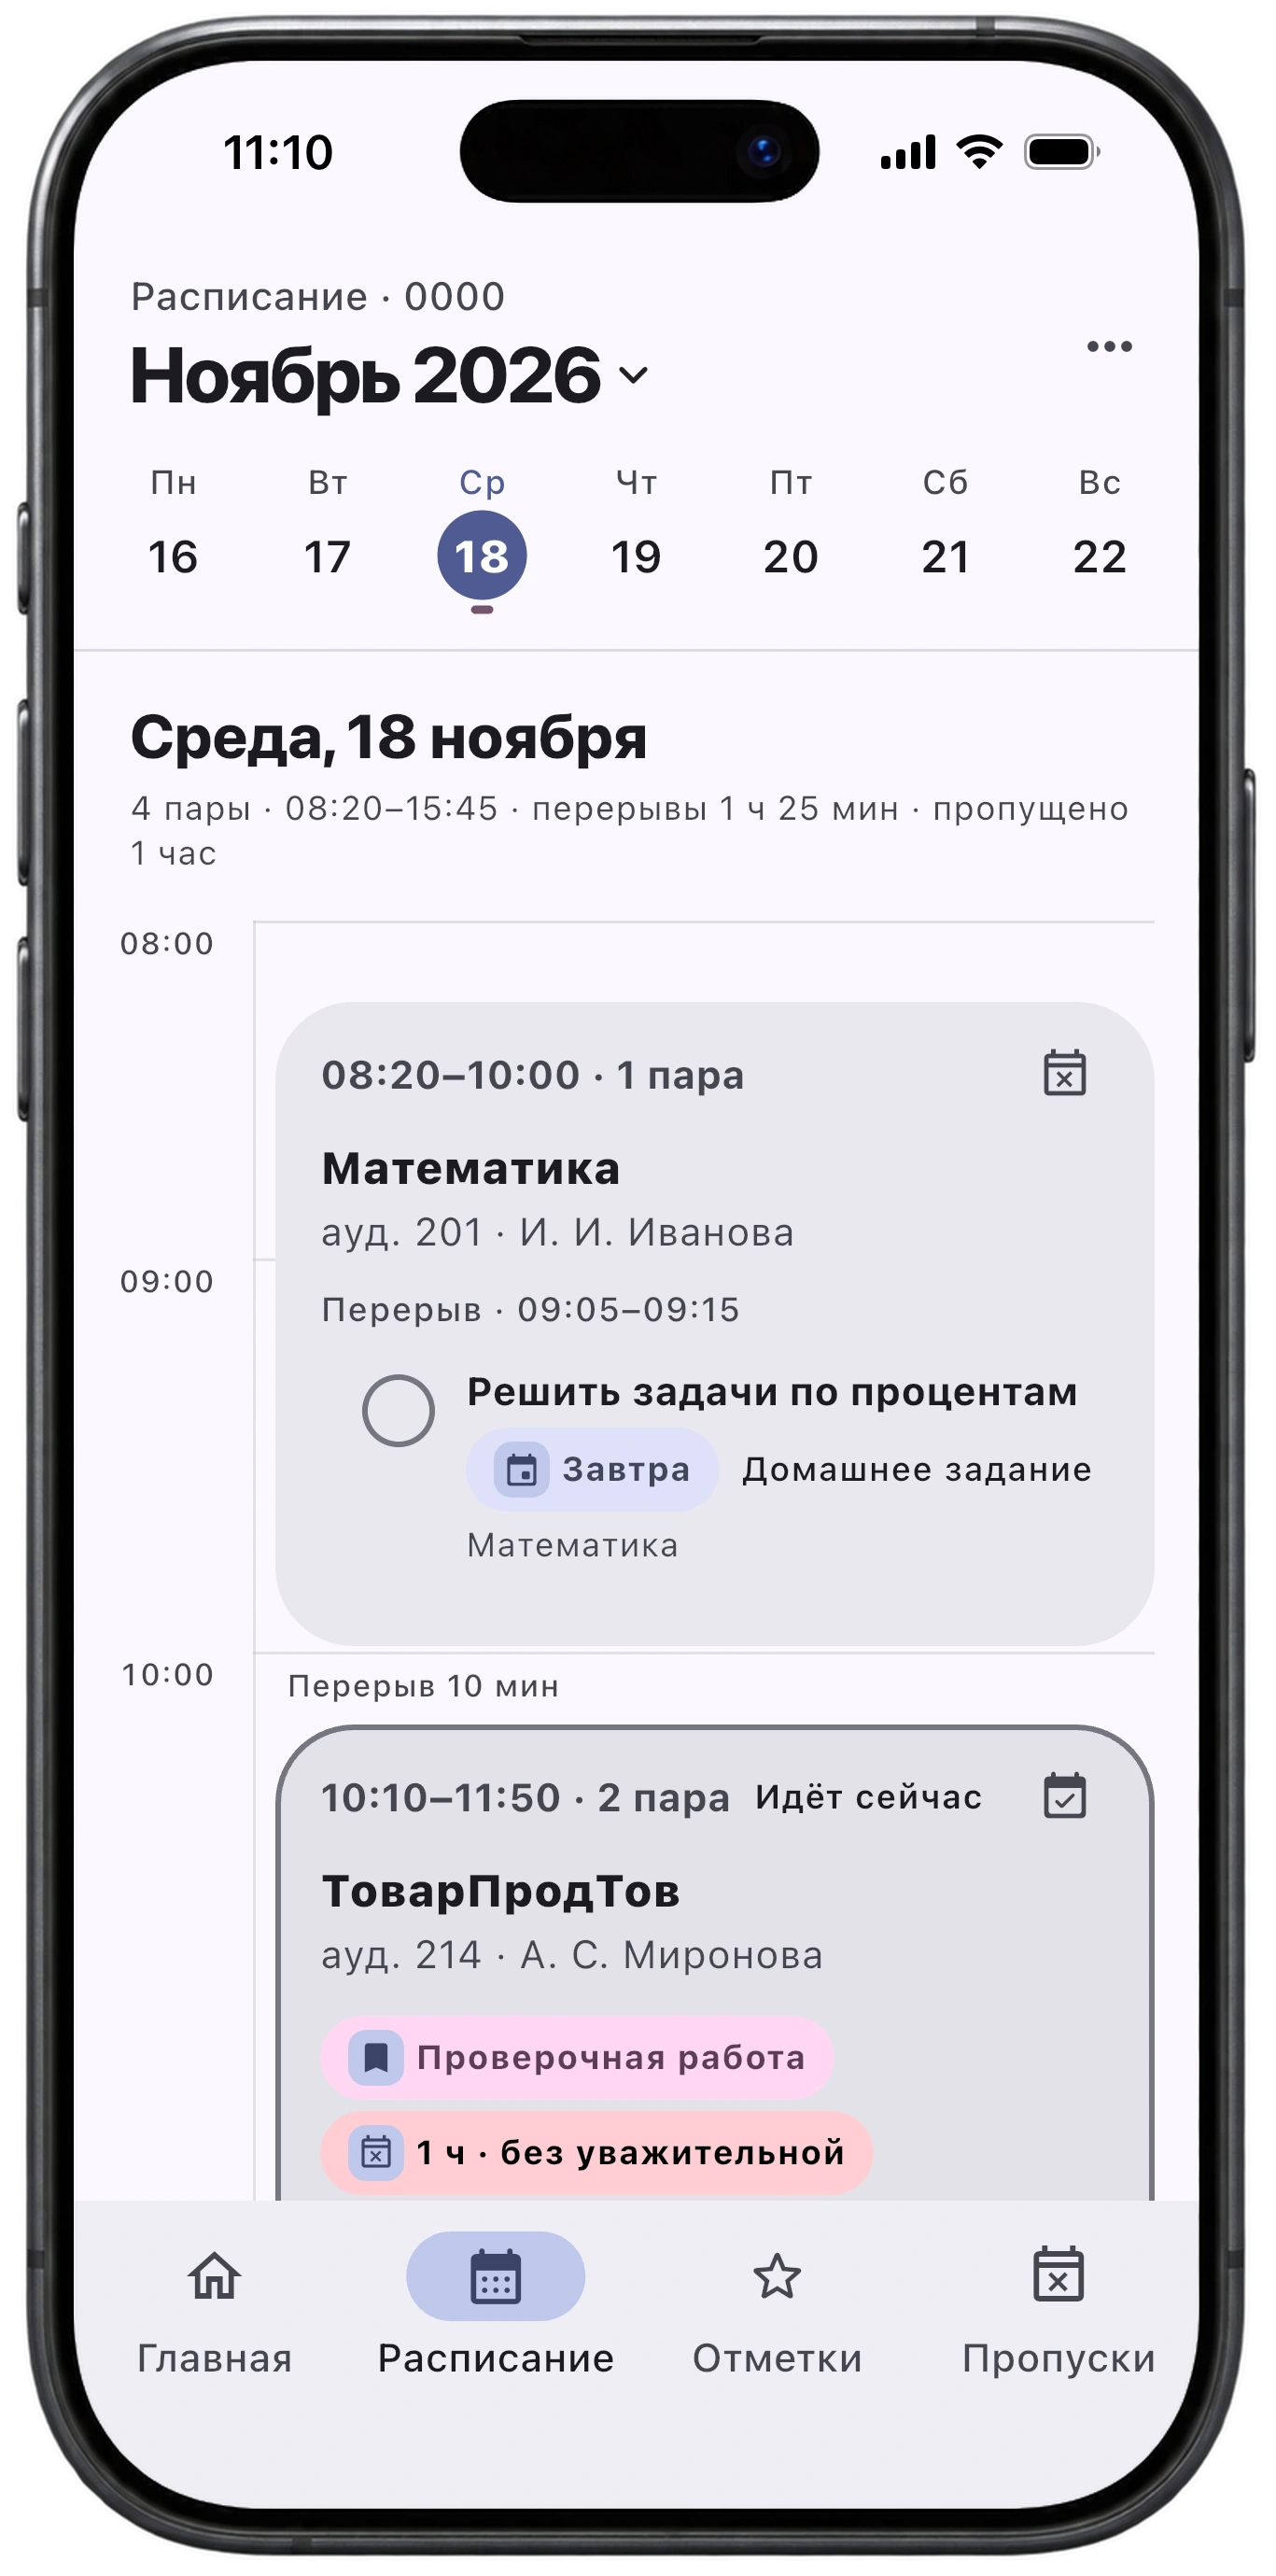 11:10
Расписание · 0000
Ноябрь 2026
Пн Вт Ср Чт Пт Сб Вс
16 17 18 19 20 21 22
Среда, 18 ноября
4 пары · 08:20–15:45 · перерывы 1 ч 25 мин · пропущено
1 час
08:00
08:20–10:00 · 1 пара
Математика
ауд. 201 · И. И. Иванова
09:00
Перерыв · 09:05–09:15
Решить задачи по процентам
Завтра Домашнее задание
Математика
10:00
Перерыв 10 мин
10:10–11:50 · 2 пара Идёт сейчас
ТоварПродТов
ауд. 214 · А. С. Миронова
Проверочная работа
1 ч · без уважительной
Главная Расписание Отметки Пропуски